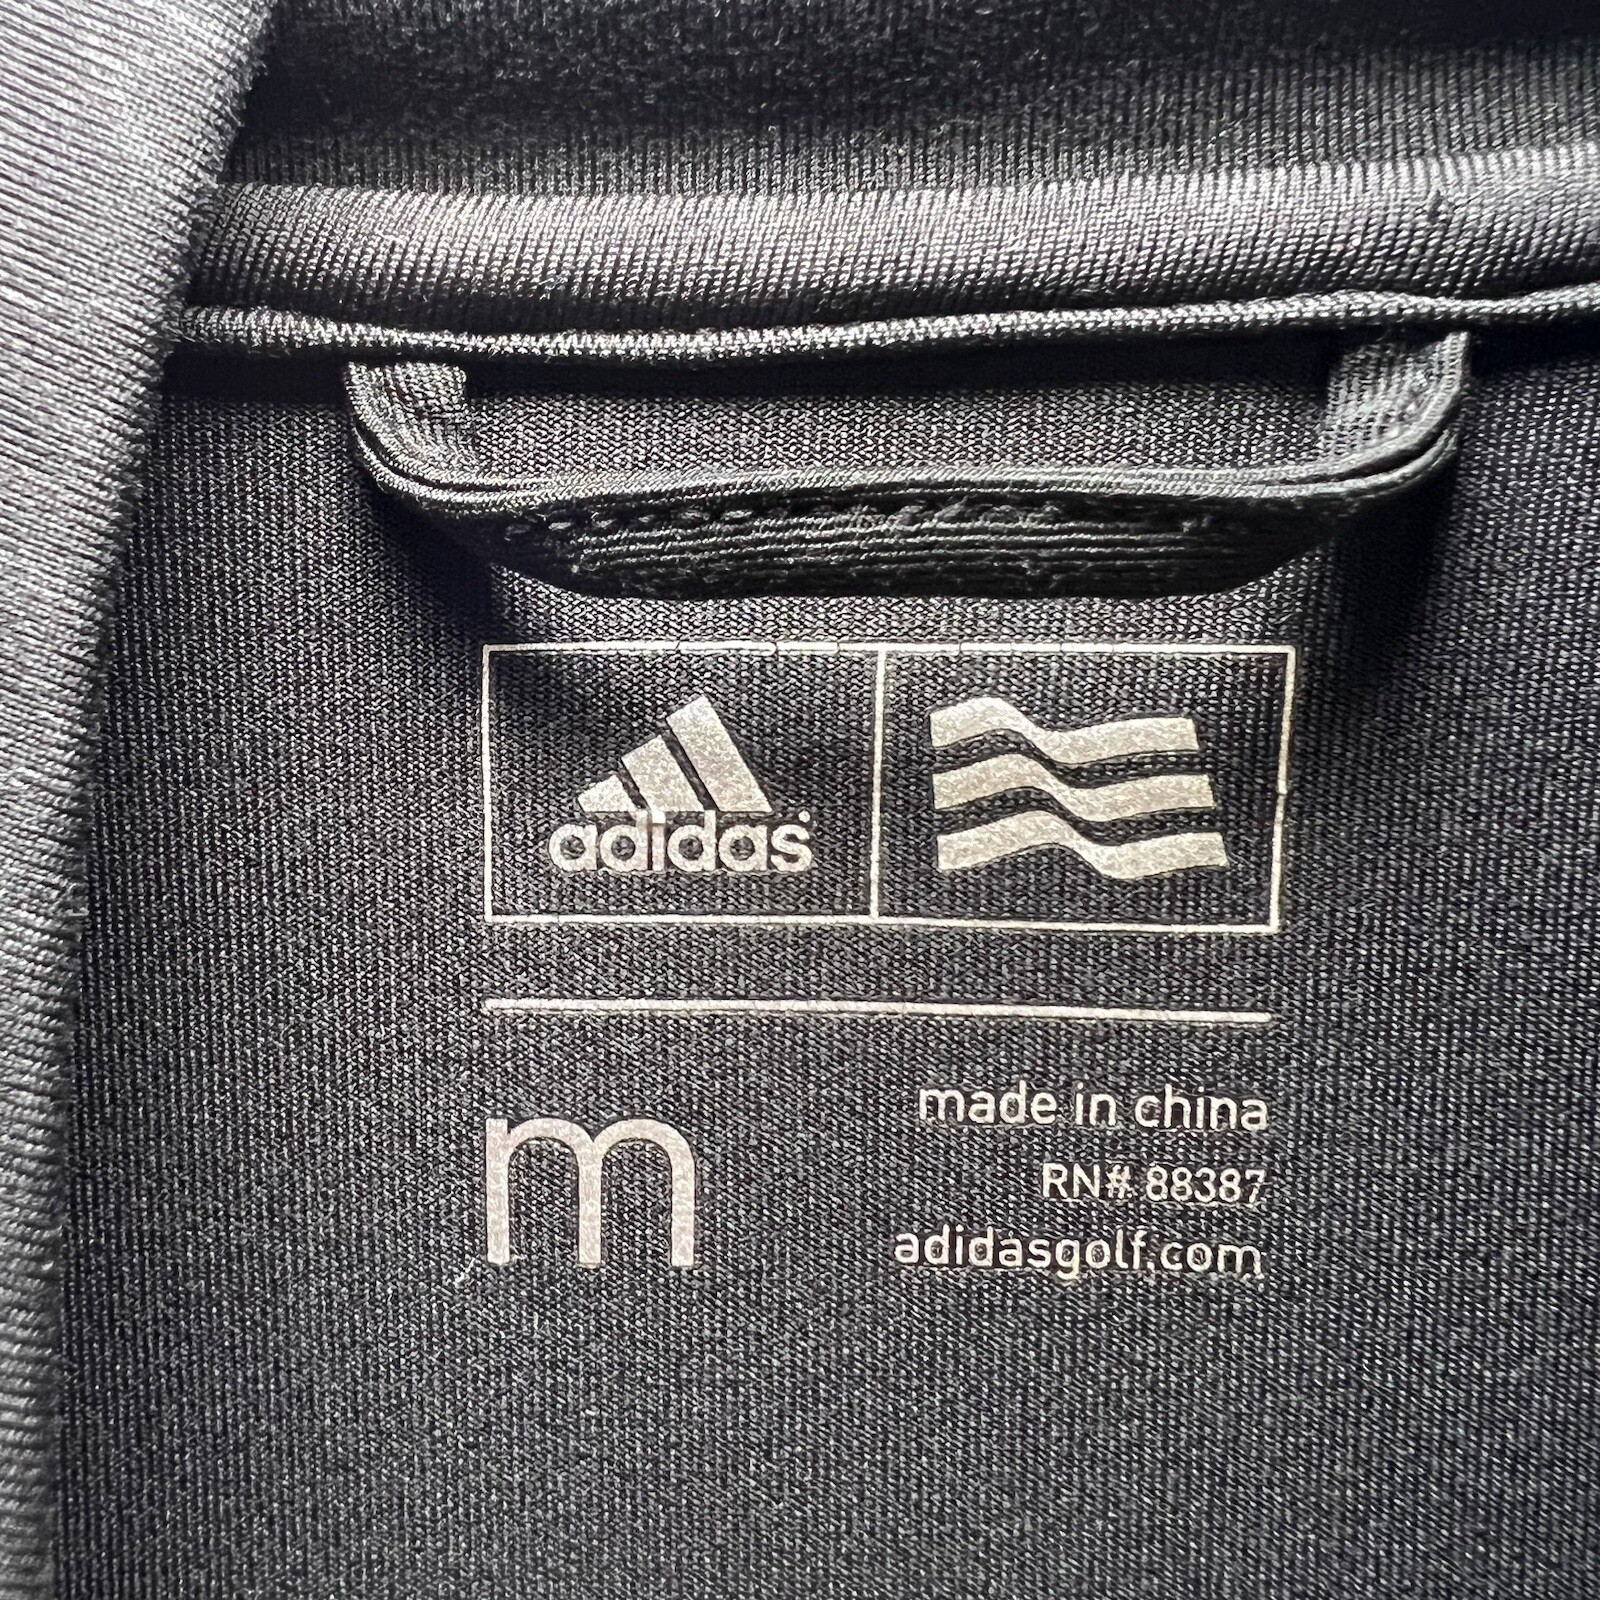 adidas
m
made in china
RN# 88387
adidasgolf.com